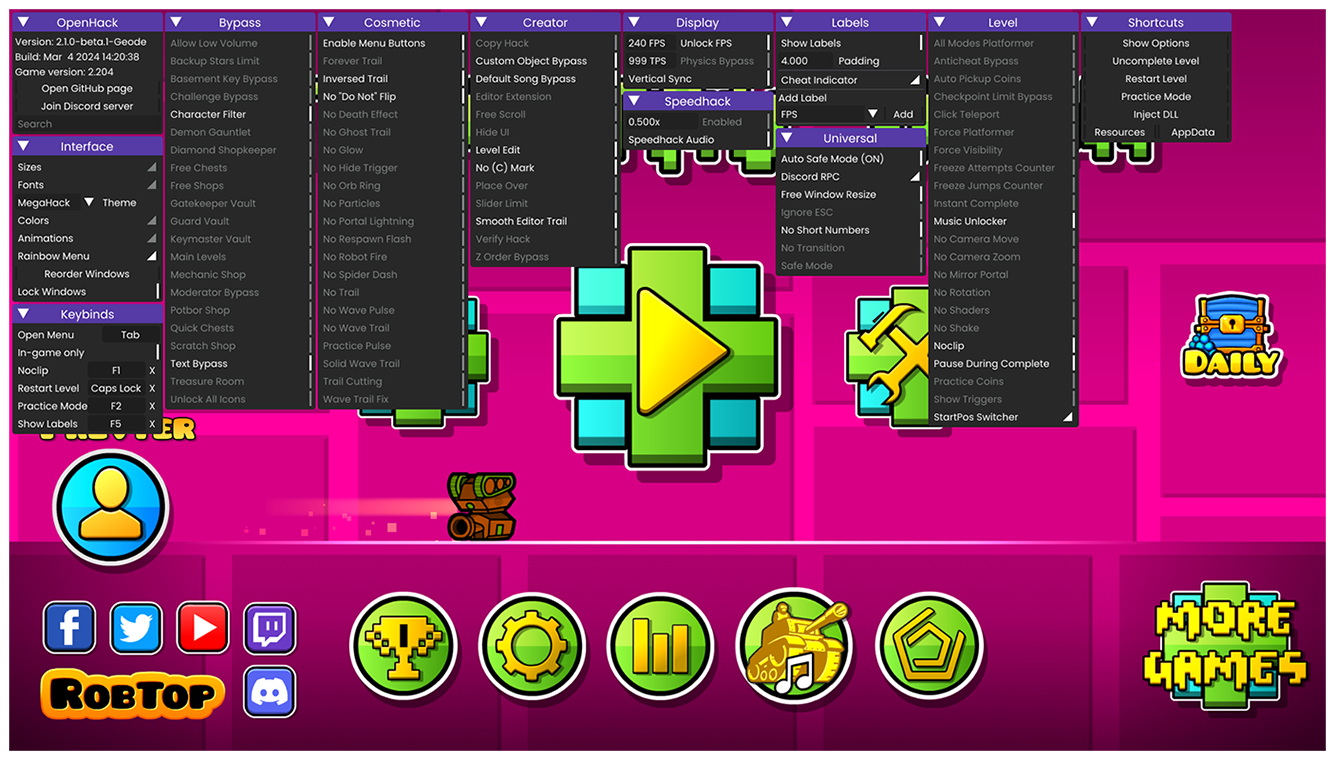 OpenHack
Version: 2.1.0-beta.1-Geode
Build: Mar 4 2024 14:20:38
Game version: 2.204
Open GitHub page
Join Discord server
Search
Interface
Sizes
Fonts
MegaHack Theme
Colors
Animations
Rainbow Menu
Reorder Windows
Lock Windows
Keybinds
Open Menu Tab
In-game only
Noclip F1 X
Restart Level Caps Lock X
Practice Mode F2 X
Show Labels F5 X
Bypass
Allow Low Volume
Backup Stars Limit
Basement Key Bypass
Challenge Bypass
Character Filter
Demon Gauntlet
Diamond Shopkeeper
Free Chests
Free Shops
Gatekeeper Vault
Guard Vault
Keymaster Vault
Main Levels
Mechanic Shop
Moderator Bypass
Potbor Shop
Quick Chests
Scratch Shop
Text Bypass
Treasure Room
Unlock All Icons
Cosmetic
Enable Menu Buttons
Forever Trail
Inversed Trail
No "Do Not" Flip
No Death Effect
No Ghost Trail
No Glow
No Hide Trigger
No Orb Ring
No Particles
No Portal Lightning
No Respawn Flash
No Robot Fire
No Spider Dash
No Trail
No Wave Pulse
No Wave Trail
Practice Pulse
Solid Wave Trail
Trail Cutting
Wave Trail Fix
Creator
Copy Hack
Custom Object Bypass
Default Song Bypass
Editor Extension
Free Scroll
Hide UI
Level Edit
No (C) Mark
Place Over
Slider Limit
Smooth Editor Trail
Verify Hack
Z Order Bypass
Display
240 FPS Unlock FPS
999 TPS Physics Bypass
Vertical Sync
Speedhack
0.500x Enabled
Speedhack Audio
Labels
Show Labels
4.000 Padding
Cheat Indicator
Add Label
FPS Add
Universal
Auto Safe Mode (ON)
Discord RPC
Free Window Resize
Ignore ESC
No Short Numbers
No Transition
Safe Mode
Level
All Modes Platformer
Anticheat Bypass
Auto Pickup Coins
Checkpoint Limit Bypass
Click Teleport
Force Platformer
Force Visibility
Freeze Attempts Counter
Freeze Jumps Counter
Instant Complete
Music Unlocker
No Camera Move
No Camera Zoom
No Mirror Portal
No Rotation
No Shaders
No Shake
Noclip
Pause During Complete
Practice Coins
Show Triggers
StartPos Switcher
Shortcuts
Show Options
Uncomplete Level
Restart Level
Practice Mode
Inject DLL
Resources AppData
DAILY
ROBTOP
MORE
GAMES